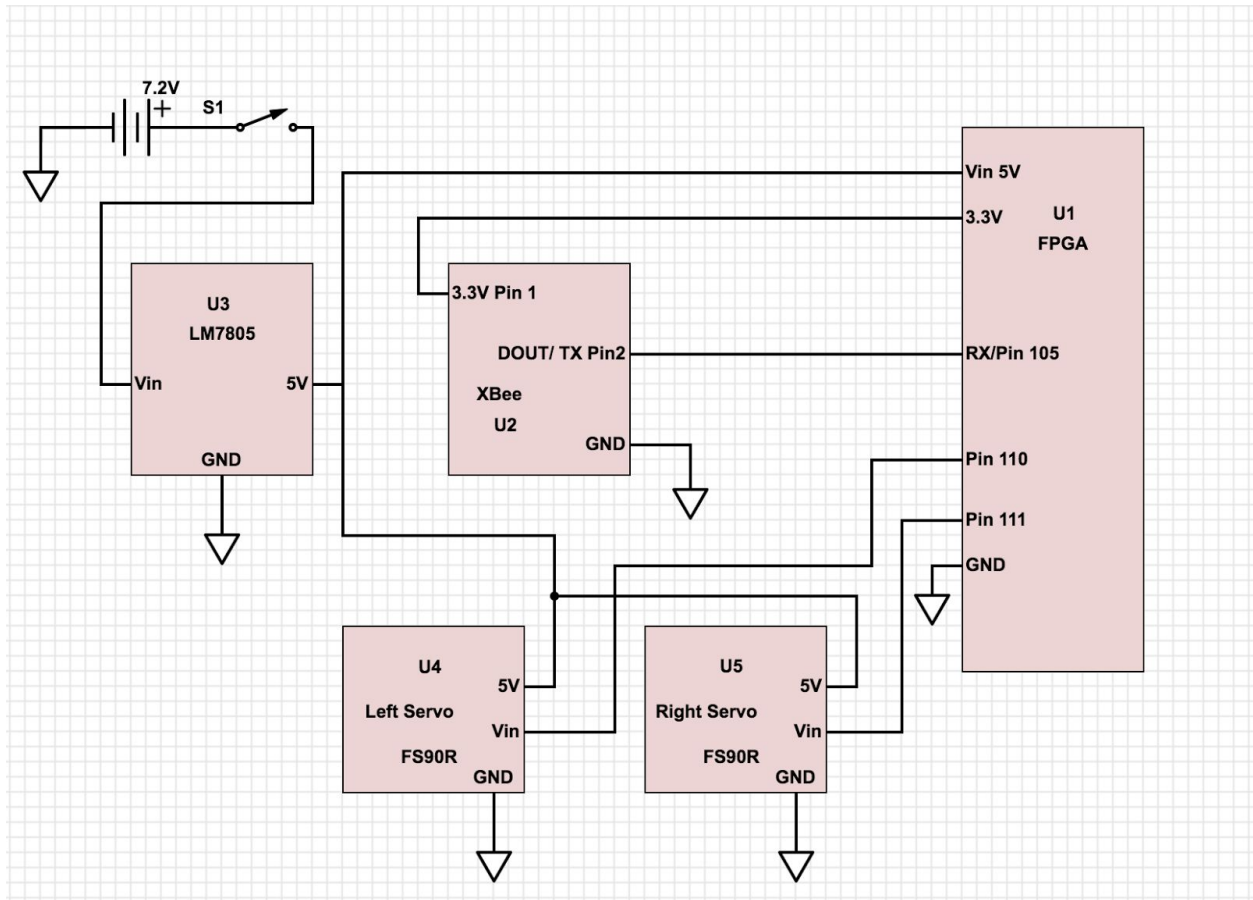 7.2V
S1
Vin 5V
U1
3.3V
FPGA
3.3V Pin 1
U3
LM7805
DOUT/ TX Pin2
RX/Pin 105
Vin
5V
XBee
U2
GND
GND
Pin 110
Pin 111
GND
U4
5V
Left Servo
Vin
FS90R
GND
U5
5V
Right Servo
Vin
FS90R
GND